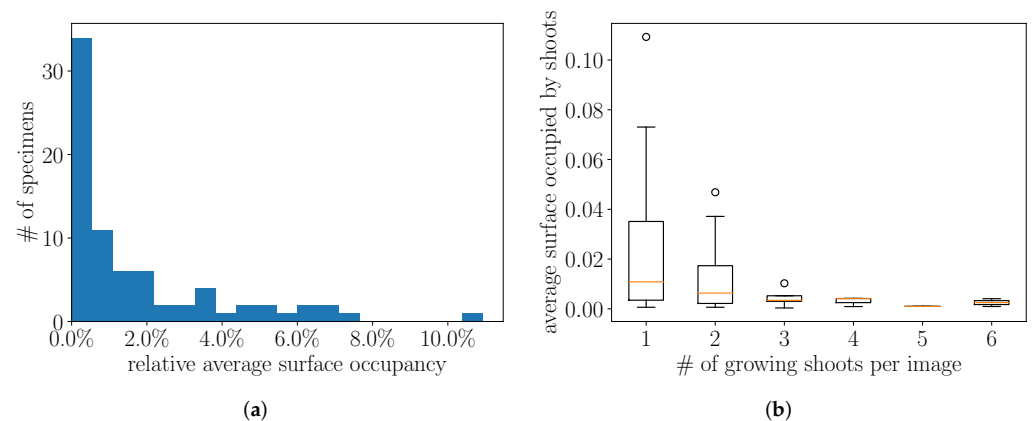 # of specimens
30
20
10
0
0.0% 2.0% 4.0% 6.0% 8.0% 10.0%
relative average surface occupancy
(a)
average surface occupied by shoots
0.10
0.08
0.06
0.04
0.02
0.00
1 2 3 4 5 6
# of growing shoots per image
(b)